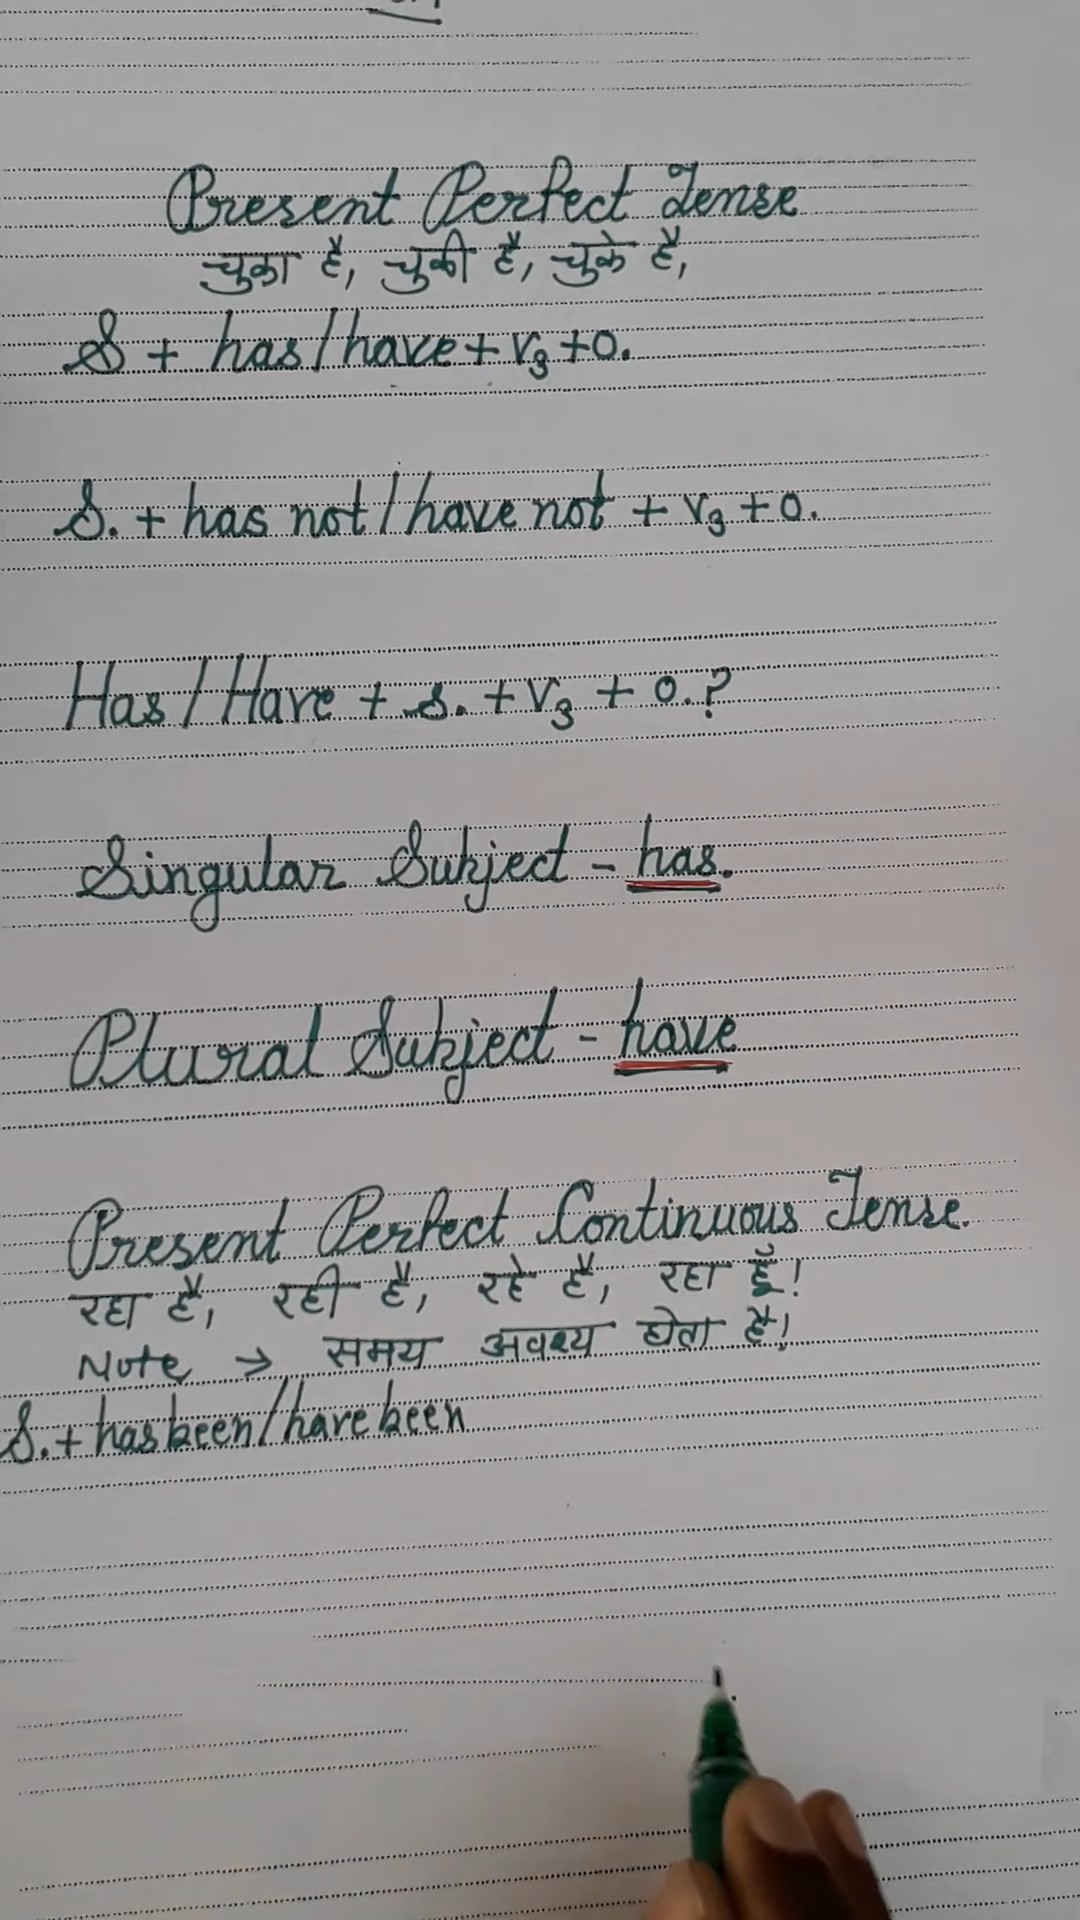 Present Perfect Tense
चुका है, चुकी है, चुके हैं,
S + has/have + V3 + O.
S. + has not/have not + V3 + O.
Has/Have + S. + V3 + O.?
Singular Subject - has.
Plural Subject - have
Present Perfect Continuous Tense.
रहा है, रही है, रहे हैं, रहा हूँ!
Note → समय अवश्य होता है!
S. + has been/have been